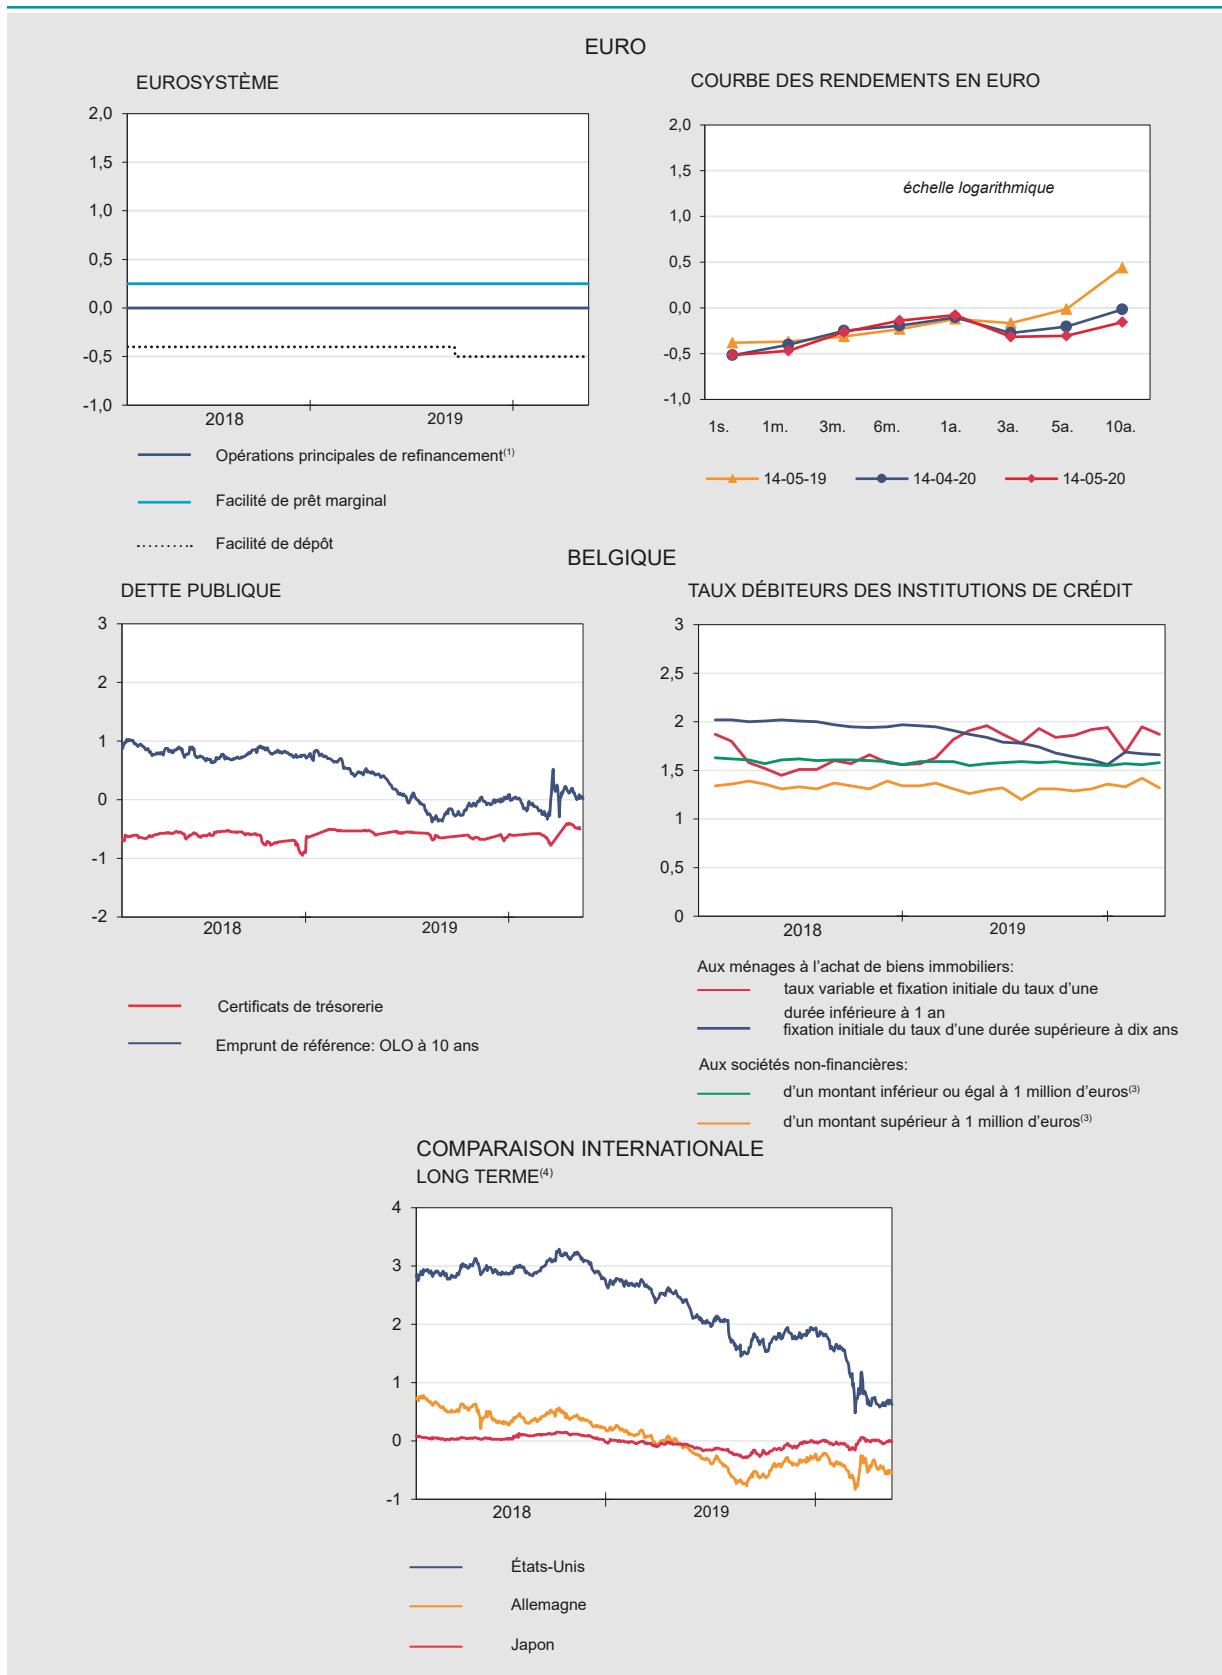 EURO
EUROSYSTÈME
2,0
1,5
1,0
0,5
0,0
-0,5
-1,0
2018
2019
Opérations principales de refinancement(1)
Facilité de prêt marginal
Facilité de dépôt
COURBE DES RENDEMENTS EN EURO
2,0
1,5
1,0
0,5
0,0
-0,5
-1,0
échelle logarithmique
1s. 1m. 3m. 6m. 1a. 3a. 5a. 10a.
14-05-19 14-04-20 14-05-20
BELGIQUE
DETTE PUBLIQUE
3
2
1
0
-1
-2
2018
2019
Certificats de trésorerie
Emprunt de référence: OLO à 10 ans
TAUX DÉBITEURS DES INSTITUTIONS DE CRÉDIT
3
2,5
2
1,5
1
0,5
0
2018
2019
Aux ménages à l’achat de biens immobiliers:
taux variable et fixation initiale du taux d’une
durée inférieure à 1 an
fixation initiale du taux d’une durée supérieure à dix ans
Aux sociétés non-financières:
d’un montant inférieur ou égal à 1 million d’euros(3)
d’un montant supérieur à 1 million d’euros(3)
COMPARAISON INTERNATIONALE
LONG TERME(4)
4
3
2
1
0
-1
2018
2019
États-Unis
Allemagne
Japon